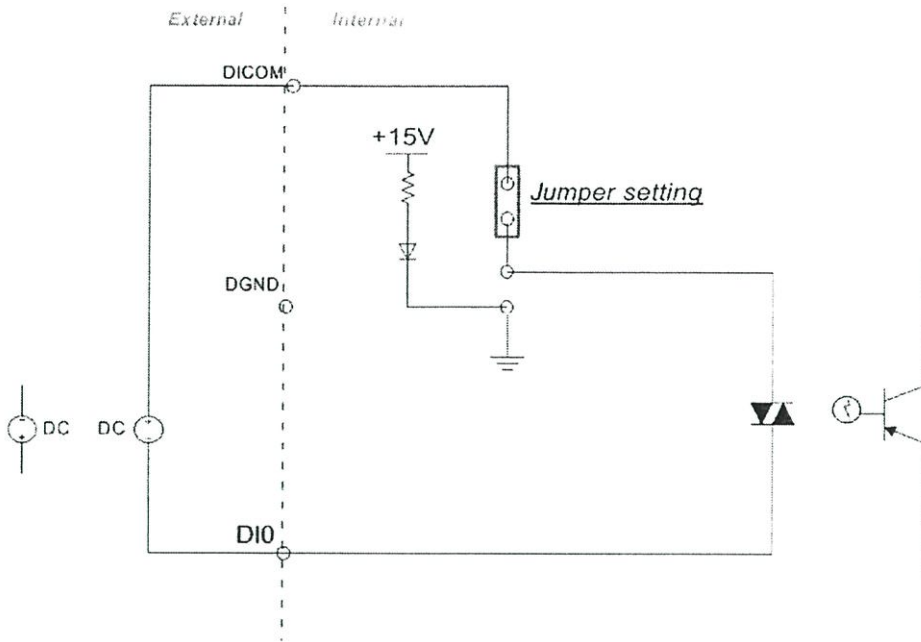 External Internal
DICOM
+15V
Jumper setting
DGND
DC DC
DI0